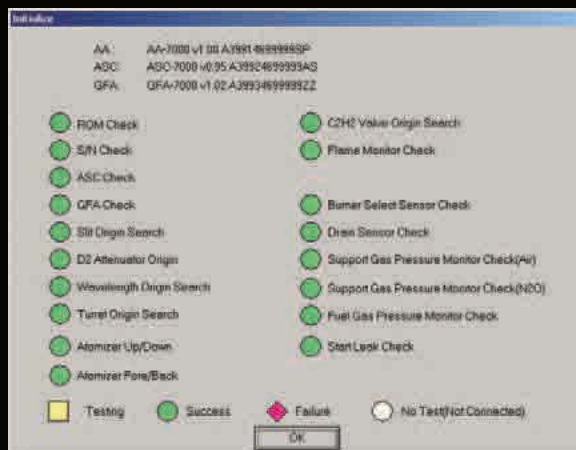 Initialize
AA: AA-7000 v1.00 A39914699999SP
ASC: ASC-7000 v0.95 A39924699999AS
GFA: GFA-7000 v1.02 A39934699999ZZ
ROM Check
S/N Check
ASC Check
GFA Check
Slit Origin Search
D2 Attenuator Origin
Wavelength Origin Search
Turret Origin Search
Atomizer Up/Down
Atomizer Fore/Back
C2H2 Valve Origin Search
Flame Monitor Check
Burner Select Sensor Check
Drain Sensor Check
Support Gas Pressure Monitor Check(Air)
Support Gas Pressure Monitor Check(N2O)
Fuel Gas Pressure Monitor Check
Start Leak Check
Testing Success Failure No Test(Not Connected)
OK